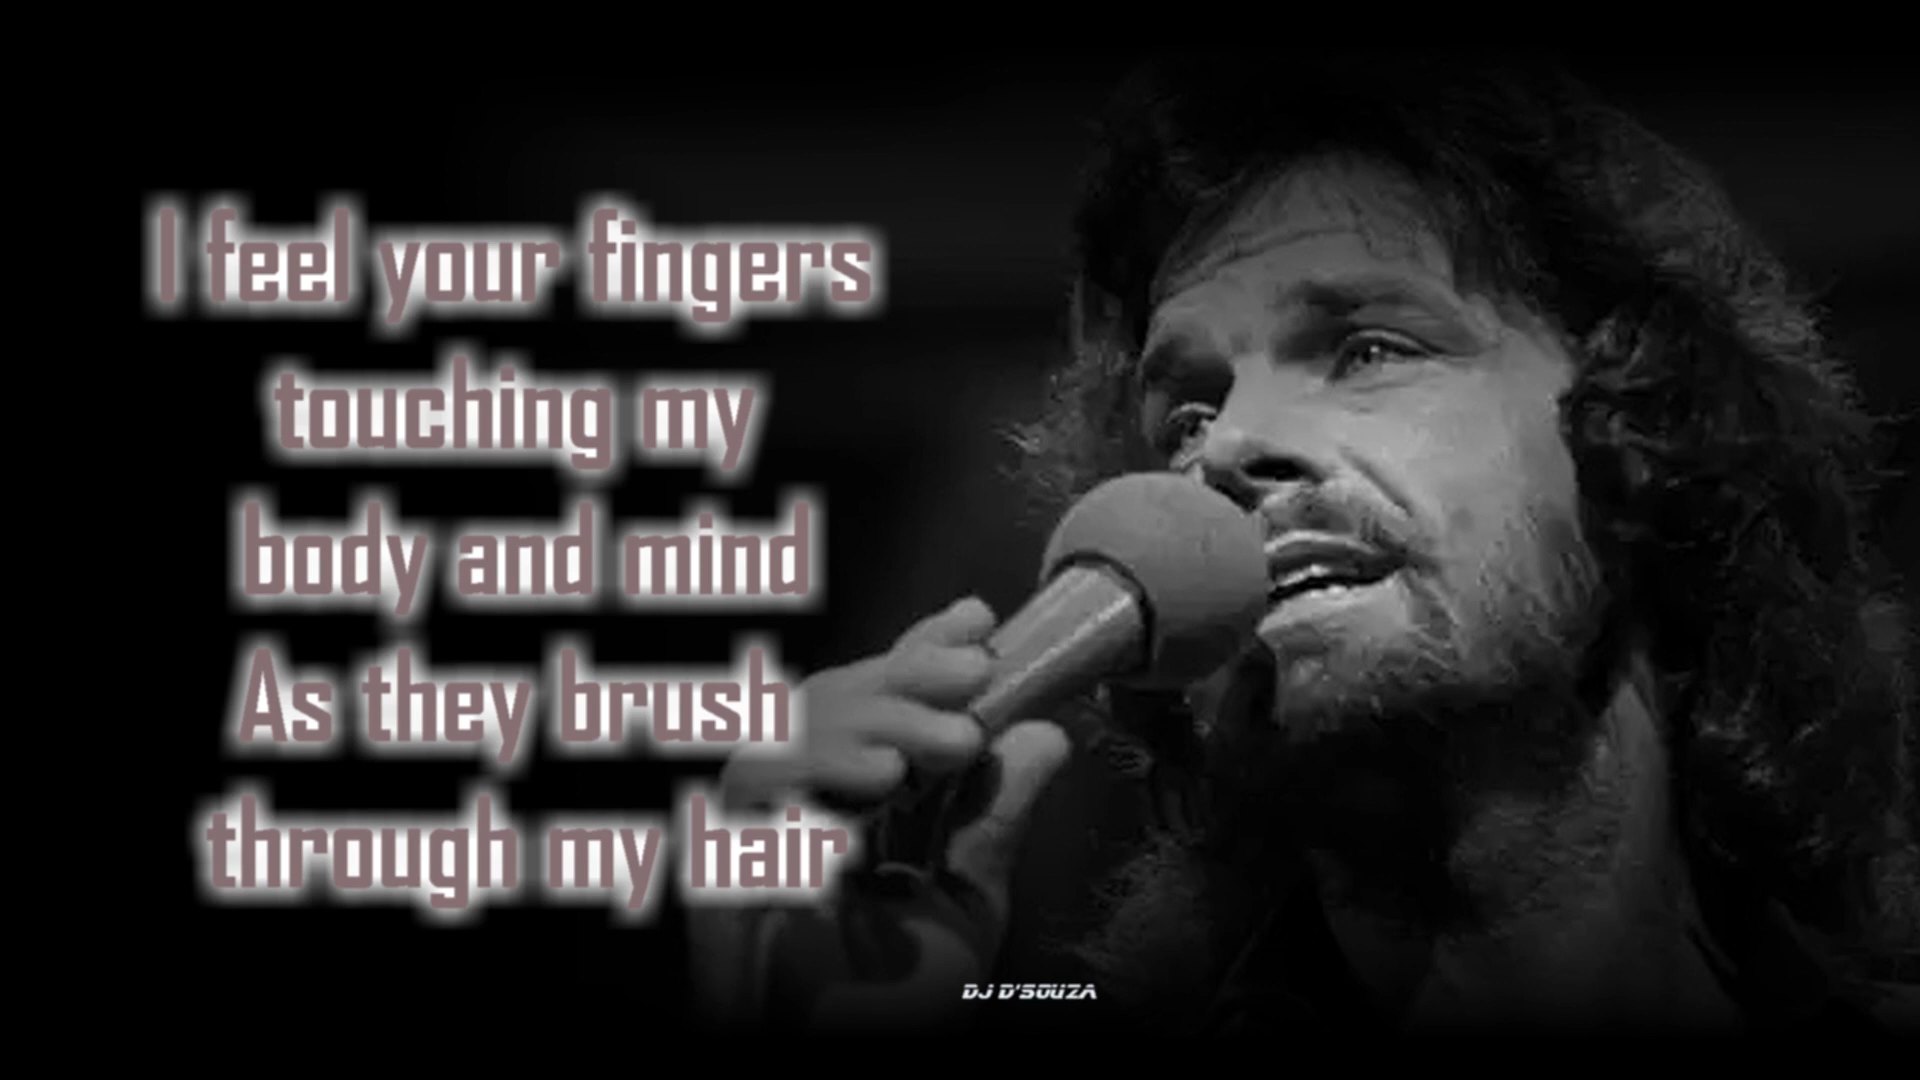 I feel your fingers
touching my
body and mind
As they brush
through my hair
DJ D'SOUZA